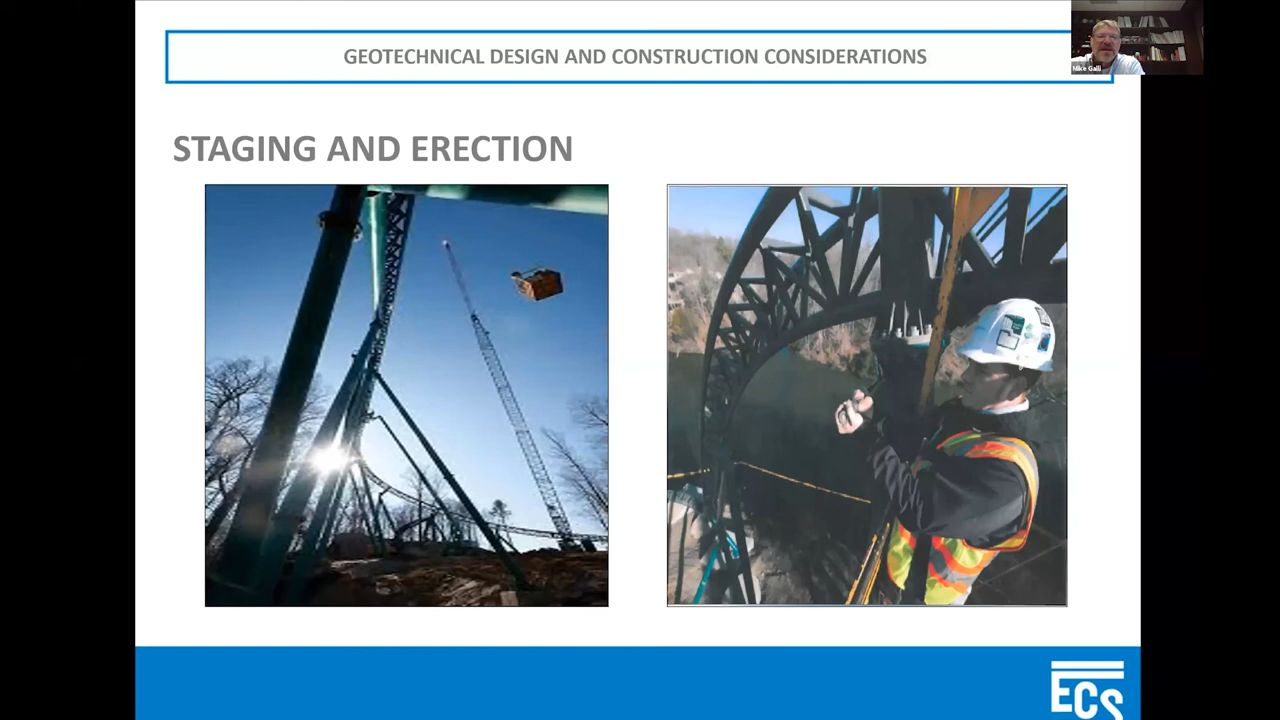 GEOTECHNICAL DESIGN AND CONSTRUCTION CONSIDERATIONS
Mike Galli
STAGING AND ERECTION
ECS